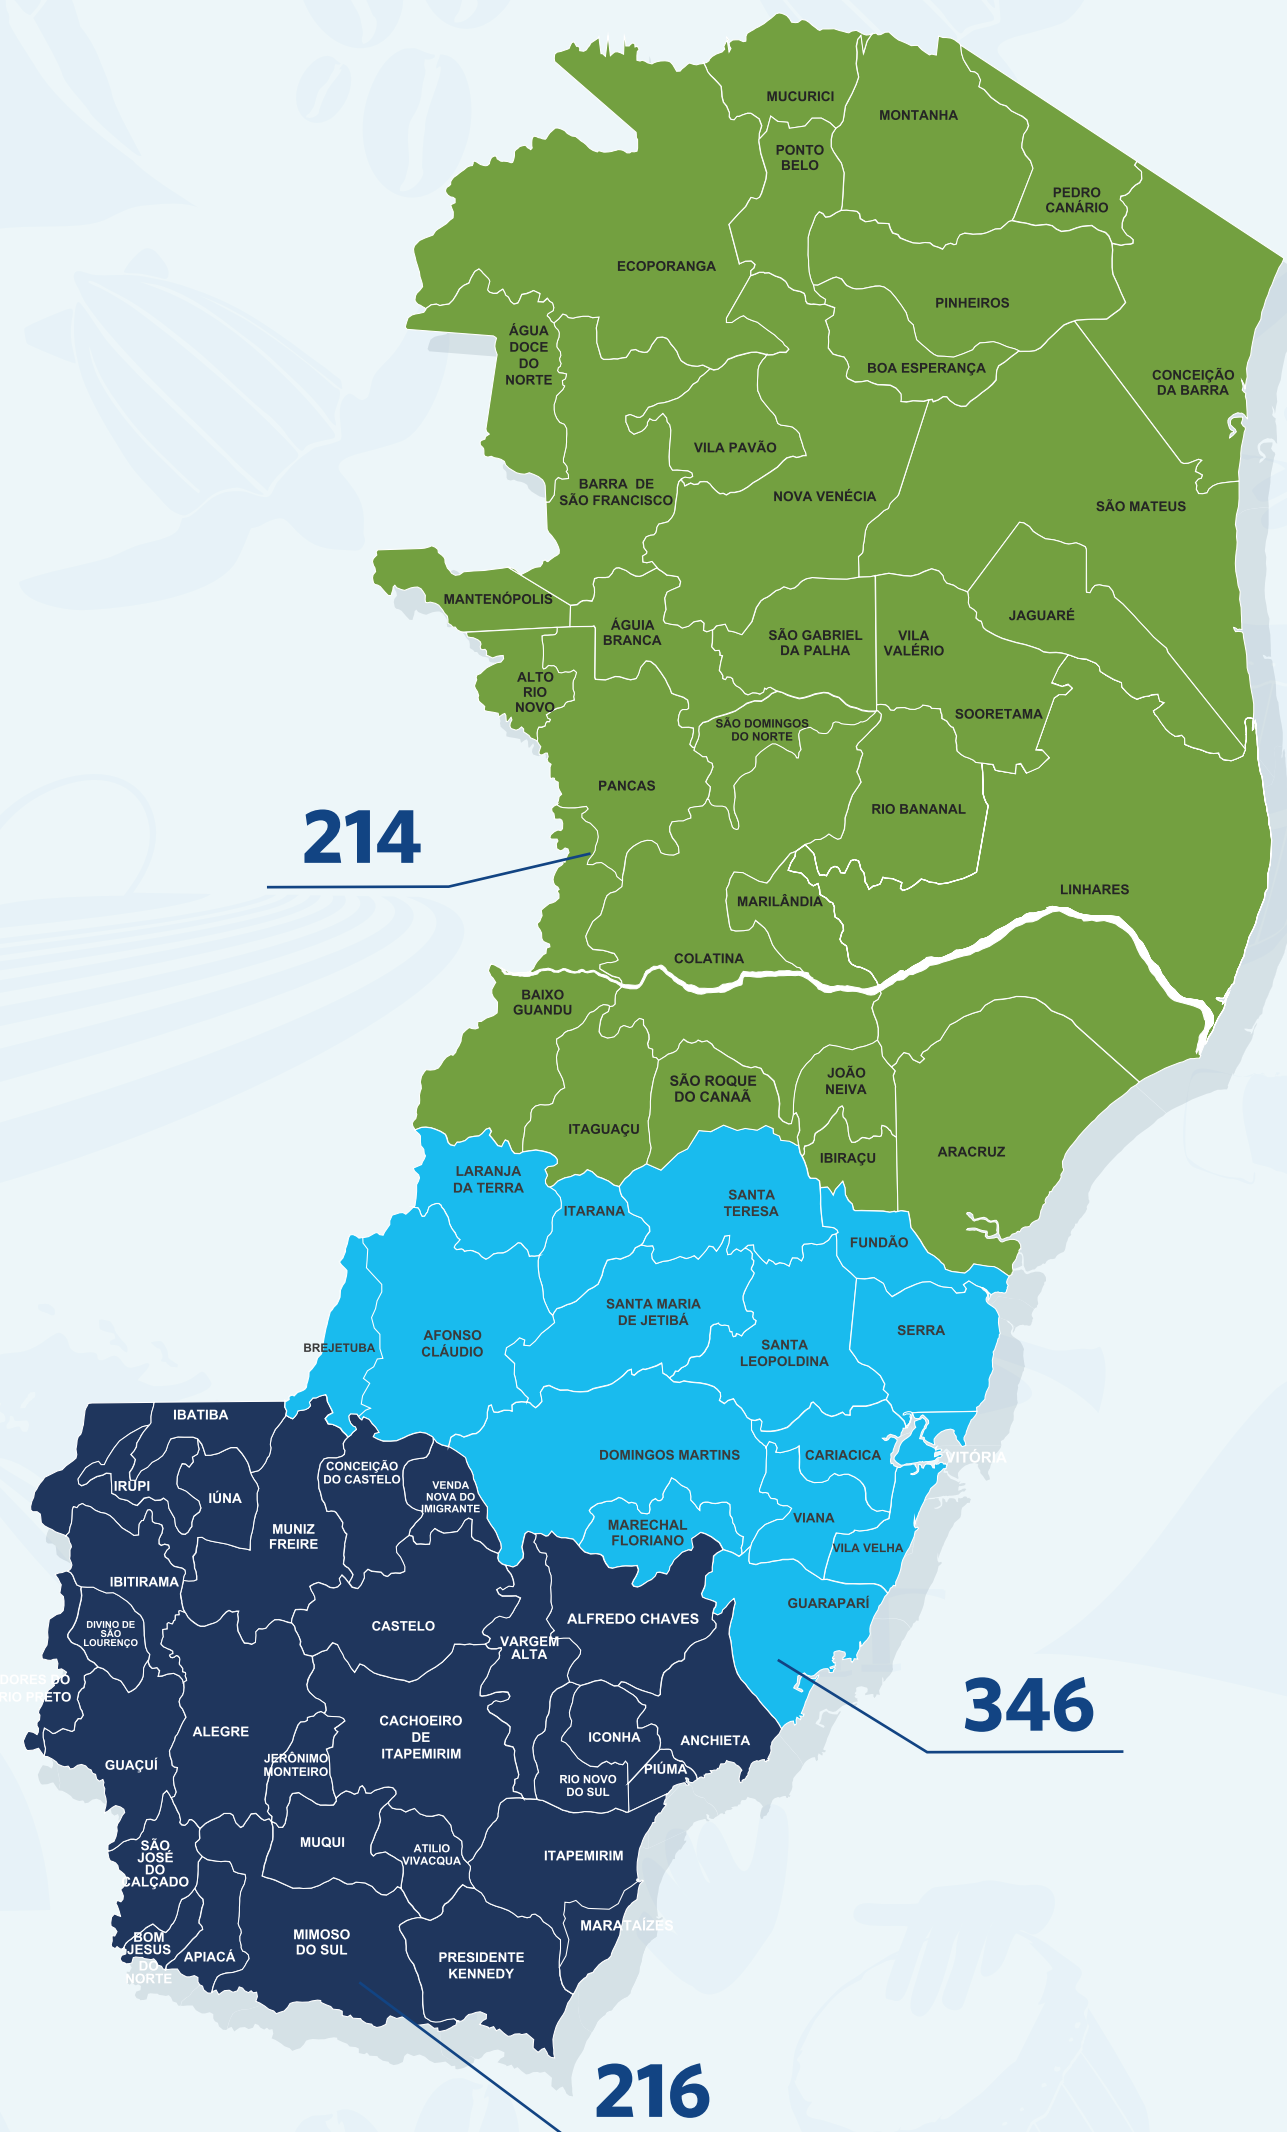 MUCURICI
MONTANHA
PONTO
BELO
PEDRO
CANÁRIO
ECOPORANGA
PINHEIROS
ÁGUA
DOCE
DO
NORTE
BOA ESPERANÇA
CONCEIÇÃO
DA BARRA
VILA PAVÃO
BARRA DE
SÃO FRANCISCO
NOVA VENÉCIA
SÃO MATEUS
MANTENÓPOLIS
ÁGUIA
BRANCA
SÃO GABRIEL
DA PALHA
VILA
VALÉRIO
JAGUARÉ
ALTO
RIO
NOVO
SÃO DOMINGOS
DO NORTE
SOORETAMA
PANCAS
RIO BANANAL
214
LINHARES
MARILÂNDIA
COLATINA
BAIXO
GUANDU
SÃO ROQUE
DO CANAÃ
JOÃO
NEIVA
ITAGUAÇU
IBIRAÇU
ARACRUZ
LARANJA
DA TERRA
ITARANA
SANTA
TERESA
FUNDÃO
SANTA MARIA
DE JETIBÁ
SERRA
BREJETUBA
AFONSO
CLÁUDIO
SANTA
LEOPOLDINA
IBATIBA
DOMINGOS MARTINS
CARIACICA
VITÓRIA
CONCEIÇÃO
DO CASTELO
IRUPI
IÚNA
VENDA
NOVA DO
IMIGRANTE
MUNIZ
FREIRE
MARECHAL
FLORIANO
VIANA
VILA VELHA
IBITIRAMA
GUARAPARÍ
DIVINO DE
SÃO
LOURENÇO
CASTELO
ALFREDO CHAVES
VARGEM
ALTA
DORES DO
RIO PRETO
346
ALEGRE
CACHOEIRO
DE
ITAPEMIRIM
ICONHA
ANCHIETA
GUAÇUÍ
JERÔNIMO
MONTEIRO
PIÚMA
RIO NOVO
DO SUL
SÃO
JOSÉ
DO
CALÇADO
MUQUI
ATILIO
VIVACQUA
ITAPEMIRIM
MARATAÍZES
BOM
JESUS
DO
NORTE
APIACÁ
MIMOSO
DO SUL
PRESIDENTE
KENNEDY
216